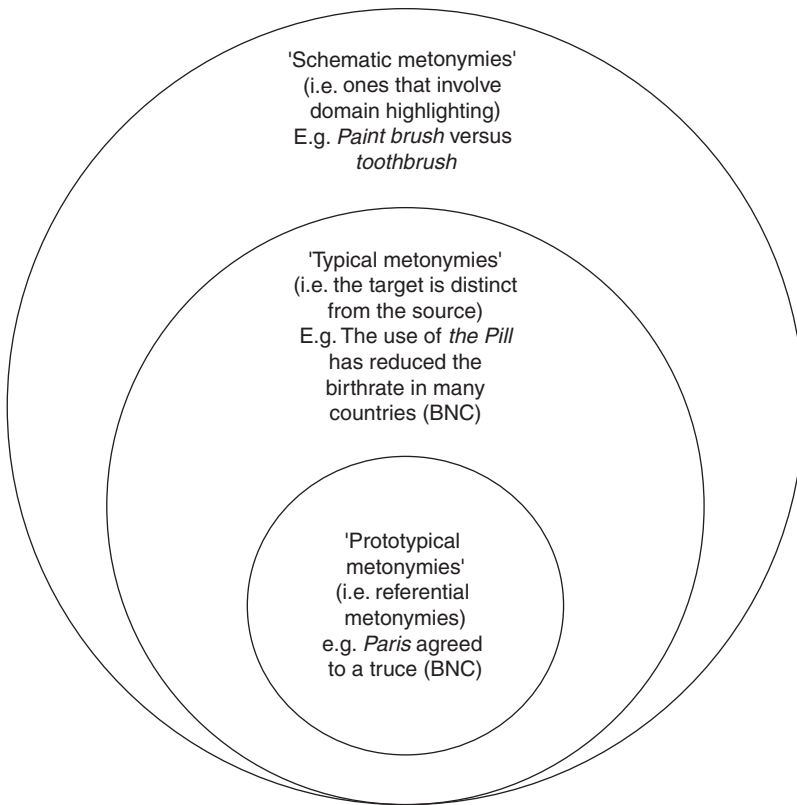 'Schematic metonymies'
(i.e. ones that involve
domain highlighting)
E.g. Paint brush versus
toothbrush
'Typical metonymies'
(i.e. the target is distinct
from the source)
E.g. The use of the Pill
has reduced the
birthrate in many
countries (BNC)
'Prototypical
metonymies'
(i.e. referential
metonymies)
e.g. Paris agreed
to a truce (BNC)